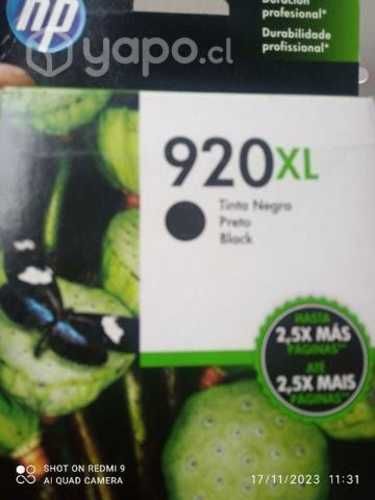 hp
yapo.cl
Duración
profesional*
Durabilidade
profissional*
920XL
Tinta Negra
Preto
Black
HASTA
2,5X MÁS
PÁGINAS**
ATÉ
2,5X MAIS
PÁGINAS**
SHOT ON REDMI 9
AI QUAD CAMERA
17/11/2023 11:31